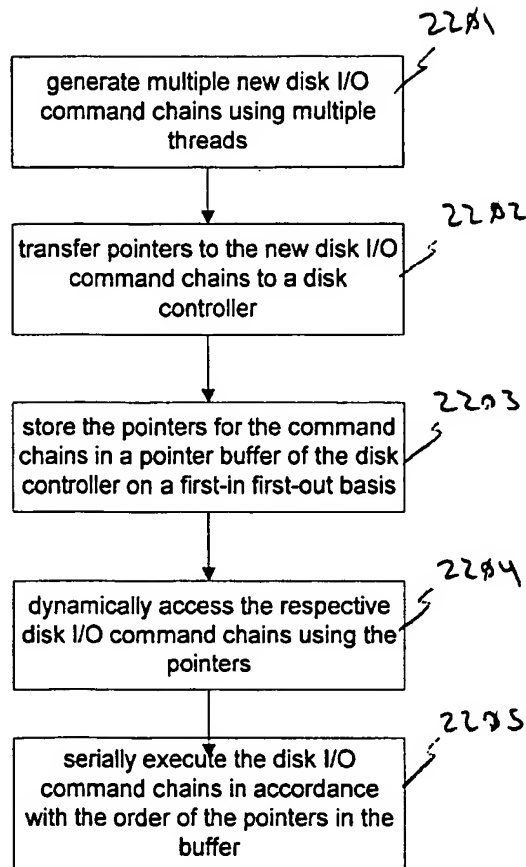 2201
generate multiple new disk I/O
command chains using multiple
threads
2202
transfer pointers to the new disk I/O
command chains to a disk
controller
2203
store the pointers for the command
chains in a pointer buffer of the disk
controller on a first-in first-out basis
2204
dynamically access the respective
disk I/O command chains using the
pointers
2205
serially execute the disk I/O
command chains in accordance
with the order of the pointers in the
buffer